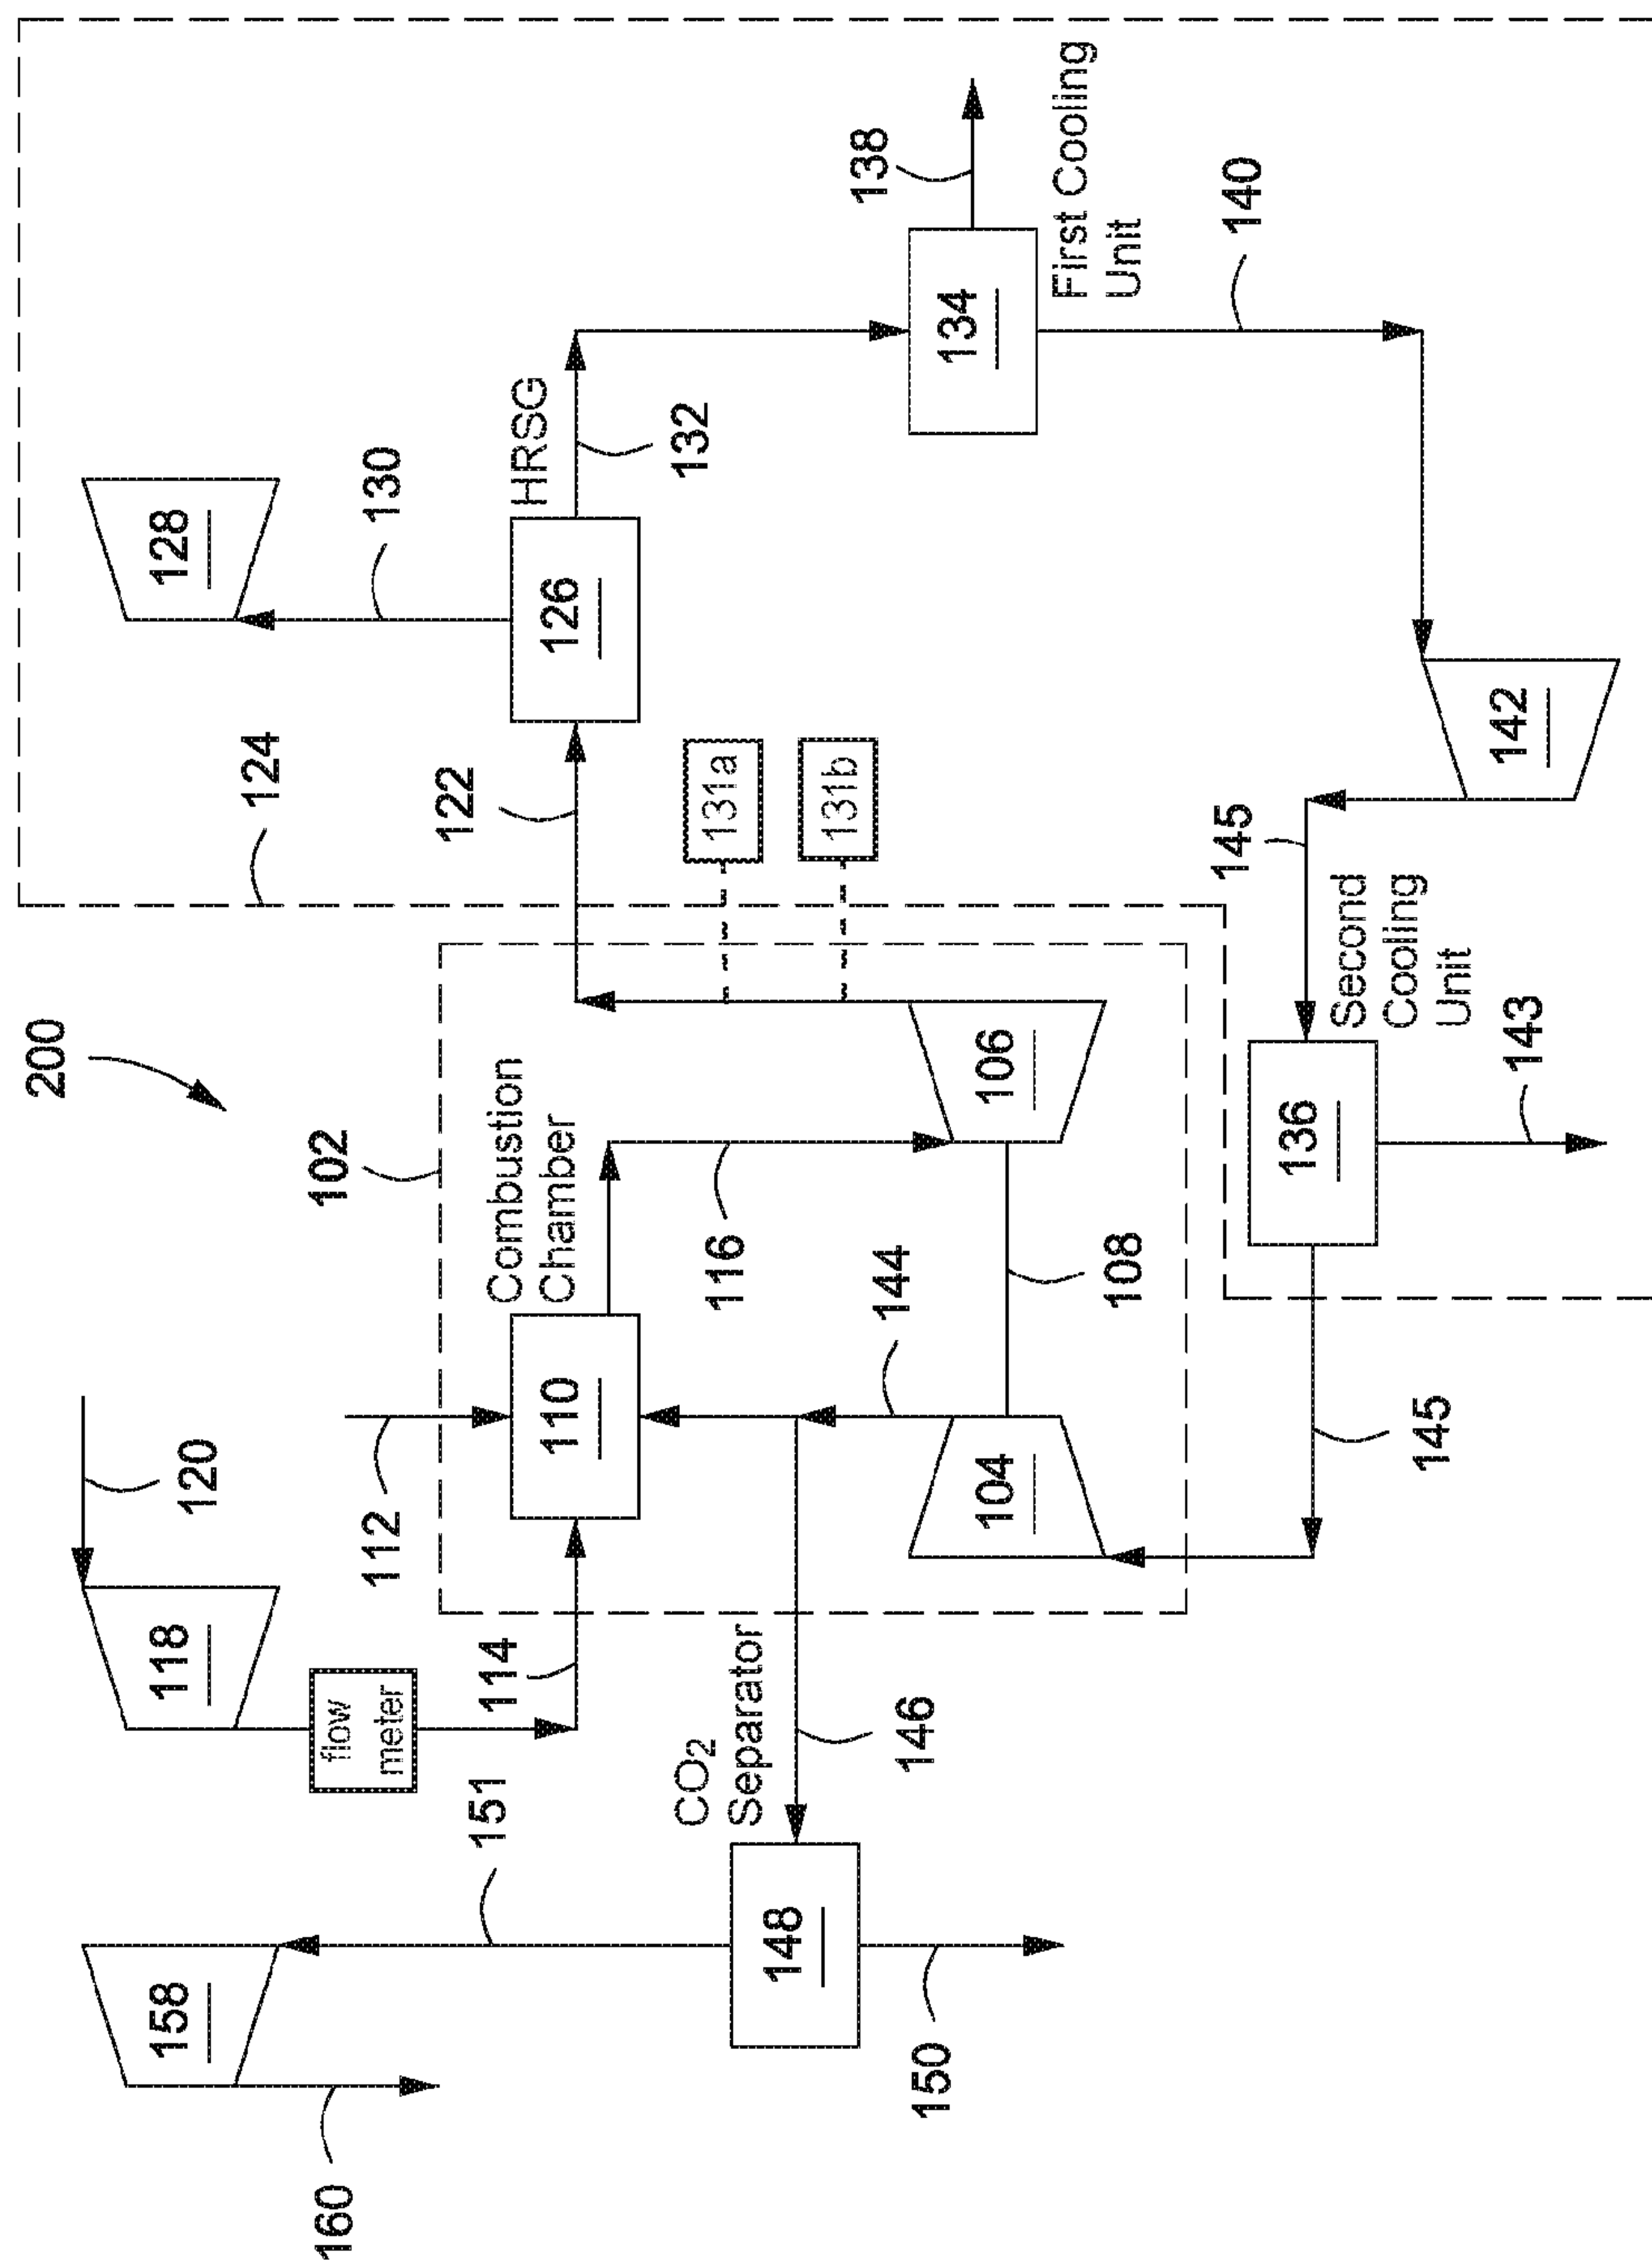 200
120
118
flow
meter
114
112
102
Combustion
Chamber
110
116
144
104
106
108
122
124
126
HRSG
128
130
131a
131b
132
134
First Cooling
Unit
138
140
142
145
Second
Cooling
Unit
136
143
145
146
CO2
Separator
148
150
151
158
160